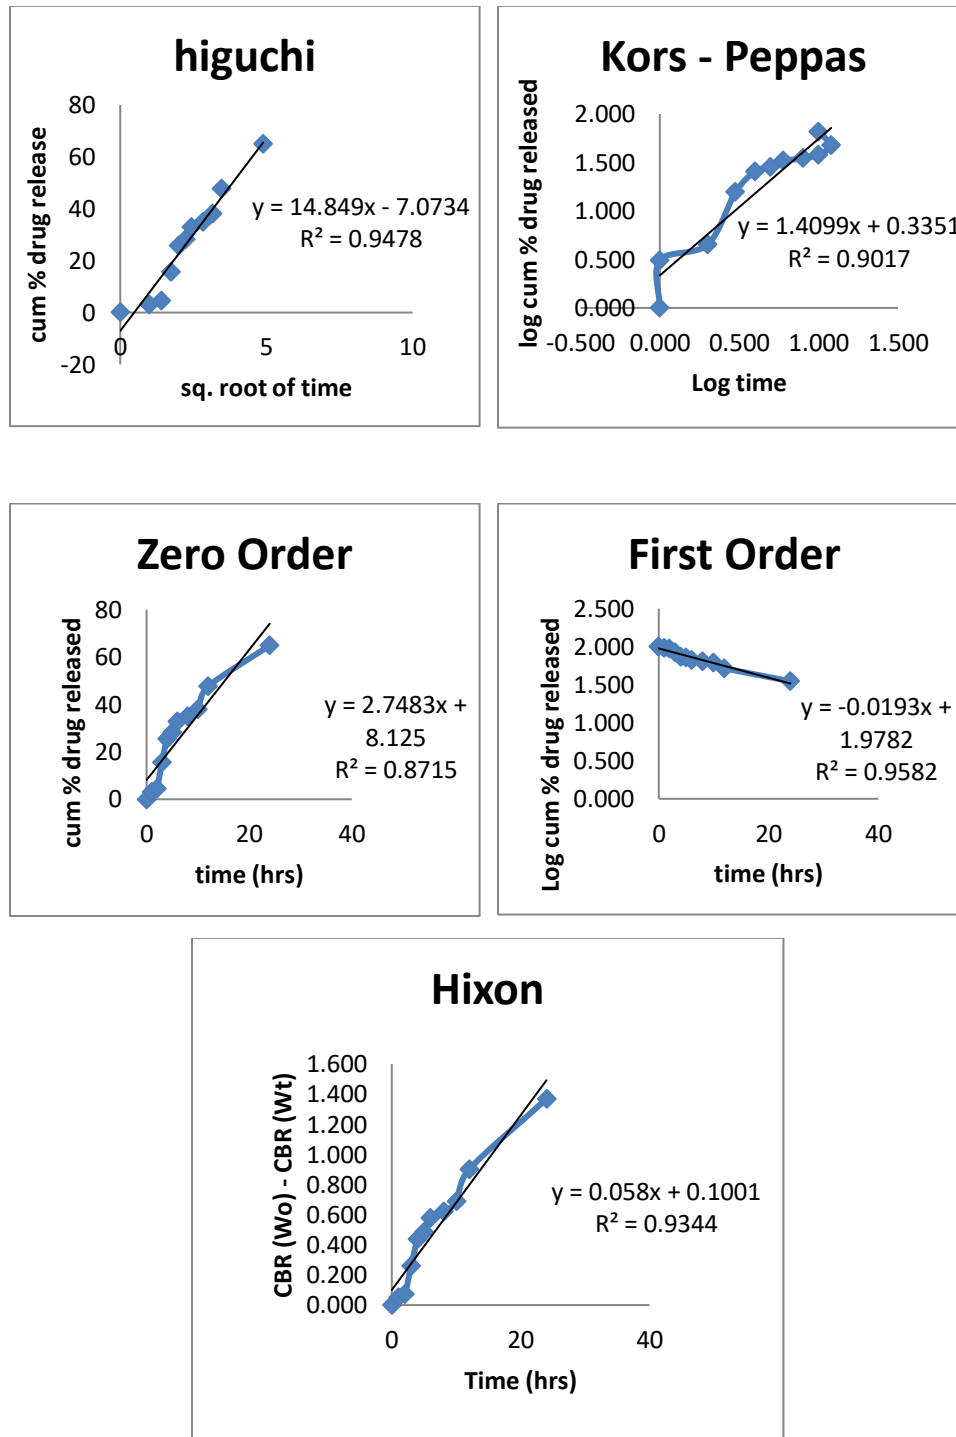 higuchi
80
60
40
20
0
-20
0
5
10
cum % drug release
y = 14.849x - 7.0734
R² = 0.9478
sq. root of time
Kors - Peppas
2.000
1.500
1.000
0.500
0.000
-0.500 0.000 0.500 1.000 1.500
log cum % drug released
y = 1.4099x + 0.3351
R² = 0.9017
Log time
Zero Order
80
60
40
20
0
0
20
40
cum % drug released
y = 2.7483x +
8.125
R² = 0.8715
time (hrs)
First Order
2.500
2.000
1.500
1.000
0.500
0.000
0
20
40
Log cum % drug released
y = -0.0193x +
1.9782
R² = 0.9582
time (hrs)
Hixon
1.600
1.400
1.200
1.000
0.800
0.600
0.400
0.200
0.000
0
20
40
CBR (Wo) - CBR (Wt)
y = 0.058x + 0.1001
R² = 0.9344
Time (hrs)